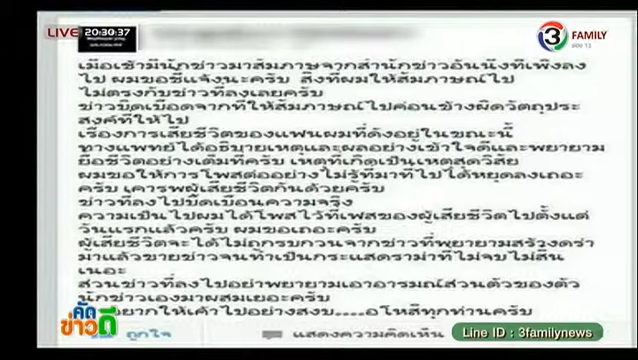 LIVE
20:30:37
3 FAMILY
เมื่อเช้ามีนักข่าวมาสัมภาษจากสำนักข่าวอันนึงที่เพิ่งลง
ไป ผมขอชี้แจ้งนะครับ สิ่งที่ผมให้สัมภาษณ์ไป
ไม่ตรงกับข่าวที่ลงเลยครับ
ข่าวบิดเบือดจากที่ให้สัมภาษณ์ไปค่อนข้างผิดวัตถุประ
สงค์ที่ให้ไป
เรื่องการเสียชีวิตของแฟนผมที่ดังอยู่ในขณะนี้
ทางแพทย์ได้อธิบายเหตุและผลอย่างเข้าใจดีและพยายาม
ยื้อชีวิตอย่างเต็มที่ครับ เหตุที่เกิดเป็นเหตุสุดวิสัย
ผมขอให้การโพสต่ออย่างไม่รู้ที่มาที่ไปได้หยุดลงเถอะ
ครับ เคารพผู้เสียชีวิตกันด้วยครับ
ข่าวที่ลงไปบิดเบือนความจริง
ความเป็นไปผมได้โพสไว้ที่เฟสของผู้เสียชีวิตไปตั้งแต่
วันแรกแล้วครับ ผมขอเถอะครับ
ผู้เสียชีวิตจะได้ไม่ถูกรบกวนจากข่าวที่พยายามสร้างดร่า
ม้าแล้วขายข่าวจนทำเป็นกระแสดราม่าที่ไม่จบไม่สิ้น
เนอะ
ส่วนข่าวที่ลงไปอย่าพยายามเอาอารมณ์ส่วนตัวของตัว
นักข่าวเองมาผสมเยอะครับ
อยากให้เค้าไปอย่างสงบ....อโหสิทุกท่านครับ
คัดข่าวดี
ถูกใจ
แสดงความคิดเห็น
Line ID : 3familynews